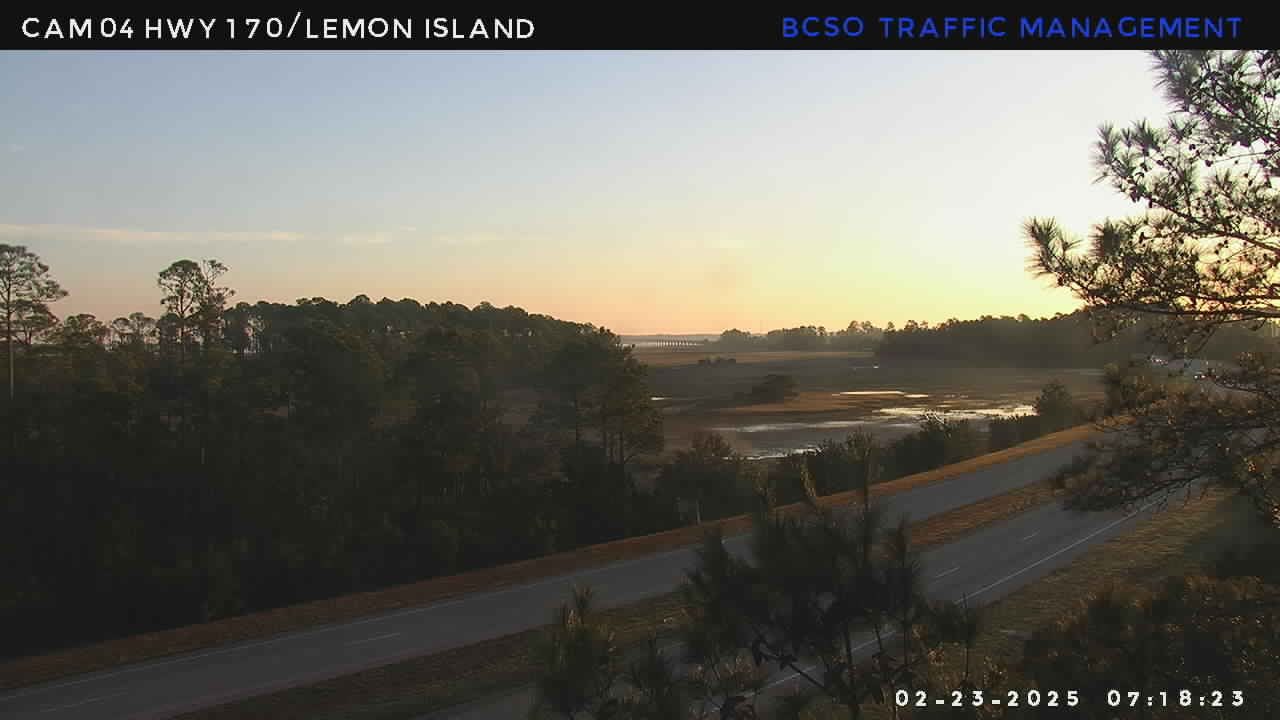 CAM04 HWY 170/LEMON ISLAND
BCSO TRAFFIC MANAGEMENT
02-23-2025 07:18:23